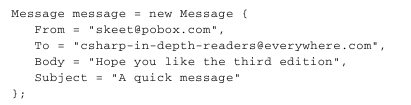 Message message = new Message {
From = "skeet@pobox.com",
To = "csharp-in-depth-readers@everywhere.com",
Body = "Hope you like the third edition",
Subject = "A quick message"
};